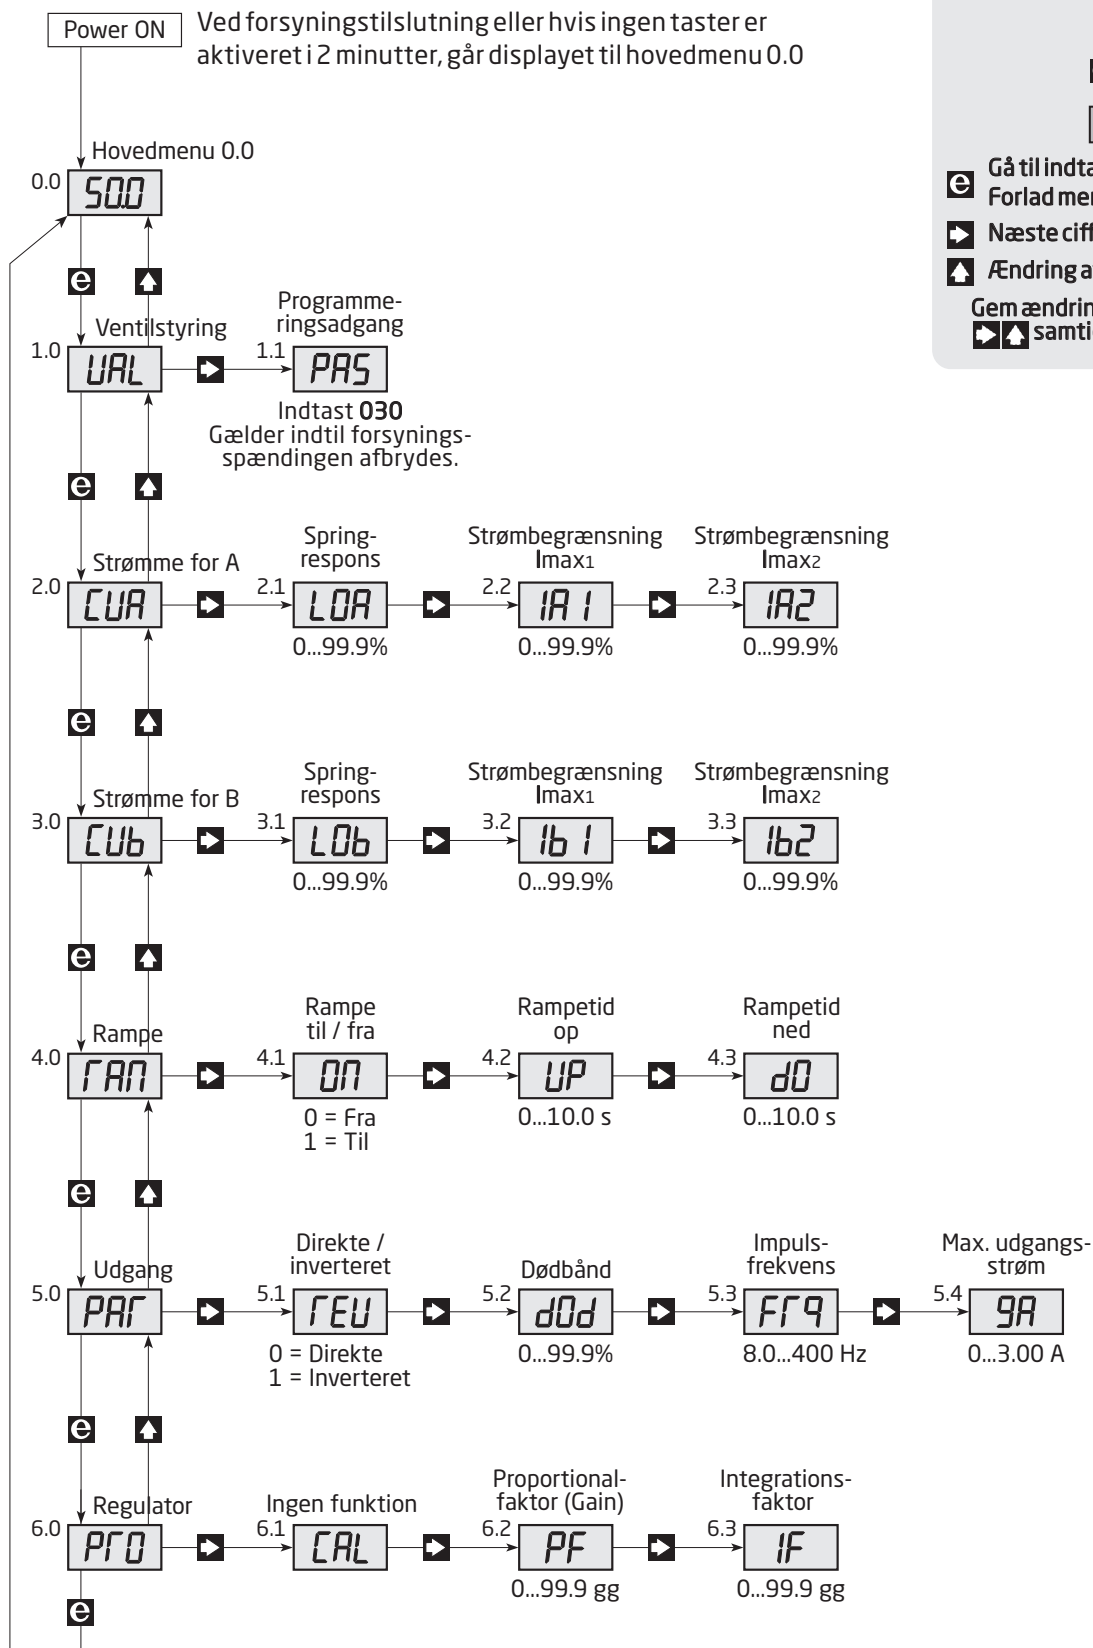 Power ON
Ved forsyningstilslutning eller hvis ingen taster er
aktiveret i 2 minutter, går displayet til hovedmenu 0.0
e Gå til
Forlad
Næste
Ændring
Gem
Hovedmenu 0.0
0.0 50.0
e
Ventilstyring
1.0 VAL
Programme-
ringsadgang
1.1 PAS
Indtast 030
Gælder indtil forsynings-
spændingen afbrydes.
e
Strømme for A
2.0 CUA
Spring-
respons
2.1 LOA
0...99.9%
Strømbegrænsning
Imax1
2.2 IA1
0...99.9%
Strømbegrænsning
Imax2
2.3 IA2
0...99.9%
e
Strømme for B
3.0 CUb
Spring-
respons
3.1 LOb
0...99.9%
Strømbegrænsning
Imax1
3.2 Ib1
0...99.9%
Strømbegrænsning
Imax2
3.3 Ib2
0...99.9%
e
Rampe
4.0 rAn
Rampe
til / fra
4.1 On
0 = Fra
1 = Til
Rampetid
op
4.2 UP
0...10.0 s
Rampetid
ned
4.3 dO
0...10.0 s
e
Udgang
5.0 PAr
Direkte /
inverteret
5.1 rEV
0 = Direkte
1 = Inverteret
Dødbånd
5.2 dOd
0...99.9%
Impuls-
frekvens
5.3 Frq
8.0...400 Hz
Max. udgangs-
strøm
5.4 gA
0...3.00 A
e
Regulator
6.0 PrO
Ingen funktion
6.1 CAL
Proportional-
faktor (Gain)
6.2 PF
0...99.9 gg
Integrations-
faktor
6.3 IF
0...99.9 gg
e